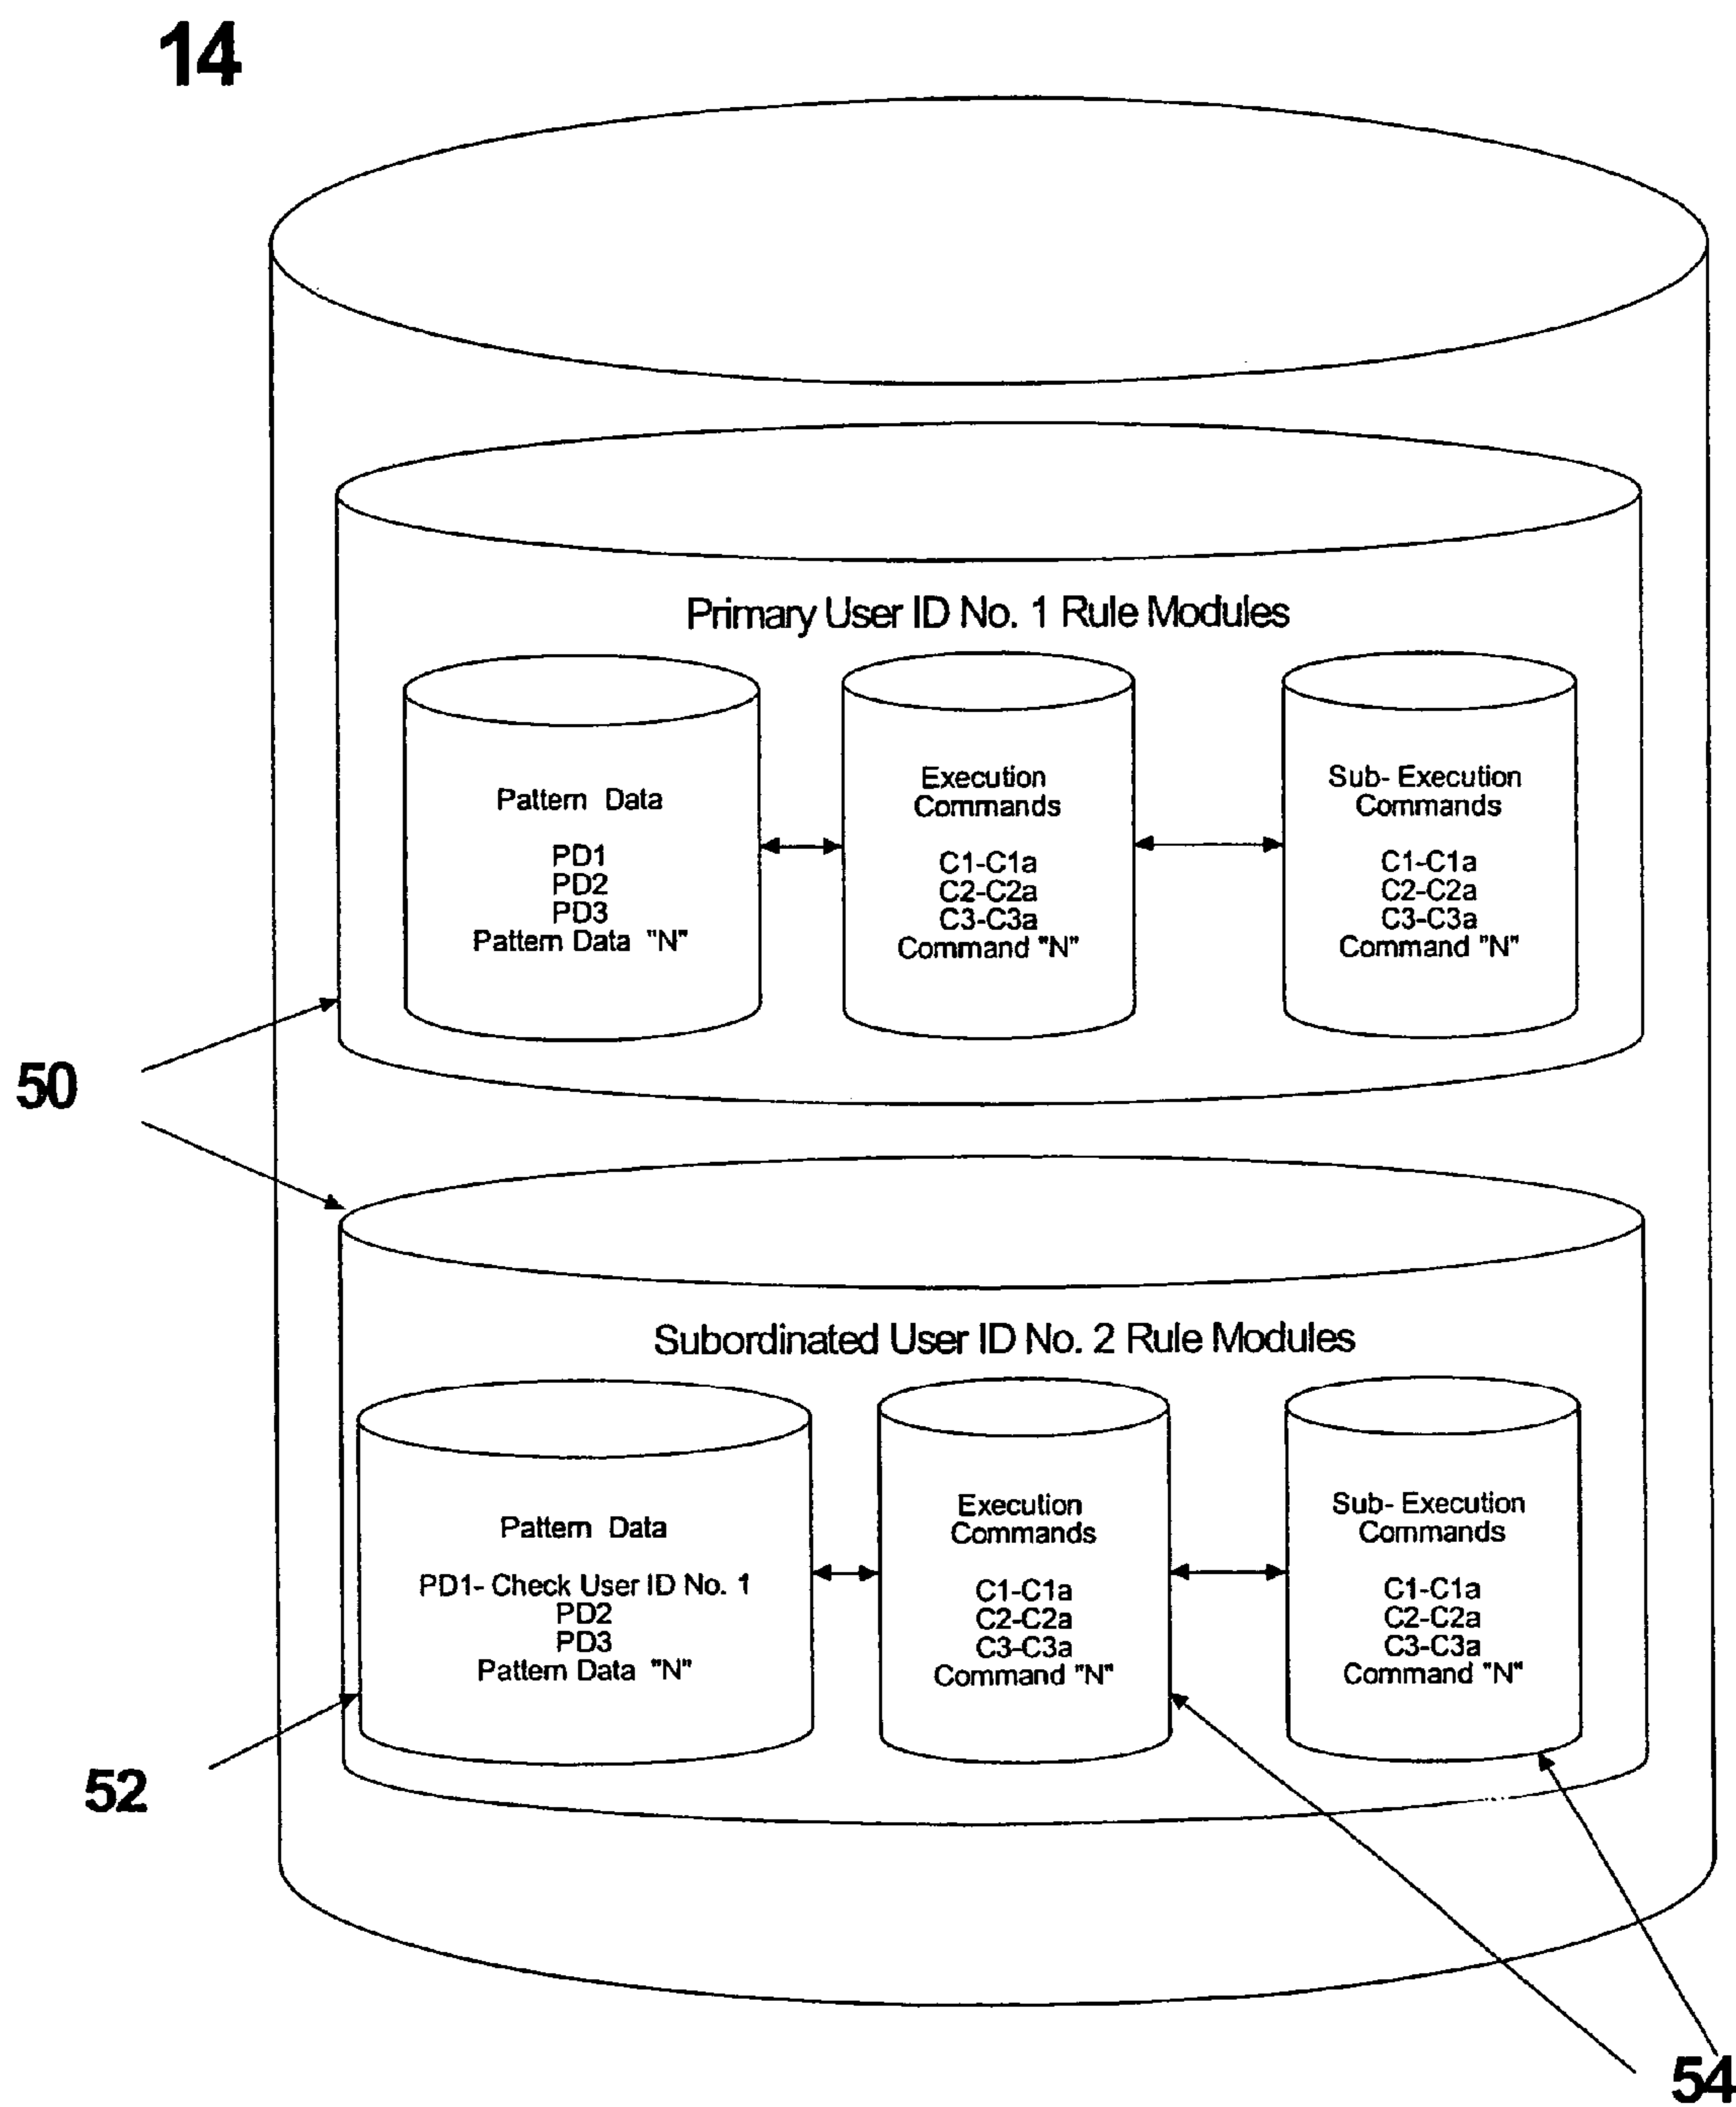 14
Primary User ID No. 1 Rule Modules
Pattern Data
PD1
PD2
PD3
Pattern Data "N"
Execution
Commands
C1-C1a
C2-C2a
C3-C3a
Command "N"
Sub- Execution
Commands
C1-C1a
C2-C2a
C3-C3a
Command "N"
50
Subordinated User ID No. 2 Rule Modules
Pattern Data
PD1- Check User ID No. 1
PD2
PD3
Pattern Data "N"
Execution
Commands
C1-C1a
C2-C2a
C3-C3a
Command "N"
Sub- Execution
Commands
C1-C1a
C2-C2a
C3-C3a
Command "N"
52
54